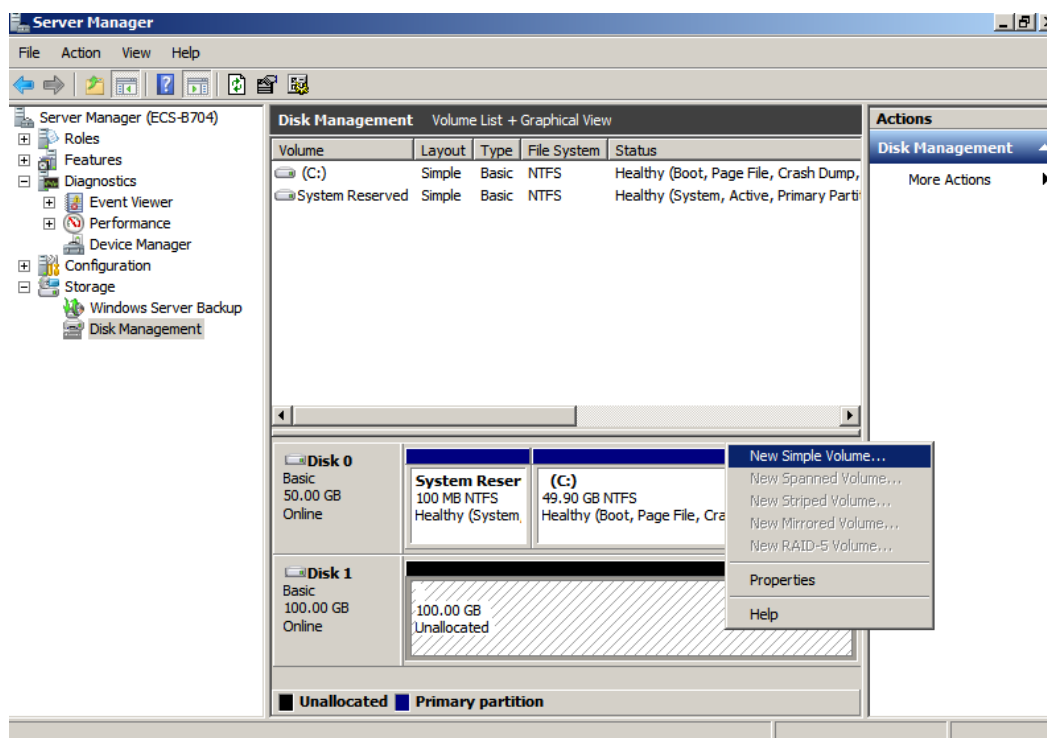 Server Manager
File Action View Help
Server Manager (ECS-B704)
Roles
Features
Diagnostics
Event Viewer
Performance
Device Manager
Configuration
Storage
Windows Server Backup
Disk Management
Disk Management Volume List + Graphical View
Volume Layout Type File System Status
(C:) Simple Basic NTFS Healthy (Boot, Page File, Crash Dump,
System Reserved Simple Basic NTFS Healthy (System, Active, Primary Parti
Disk 0
Basic
50.00 GB
Online
System Reser
100 MB NTFS
Healthy (System,
(C:)
49.90 GB NTFS
Healthy (Boot, Page File, Cra
Disk 1
Basic
100.00 GB
Online
100.00 GB
Unallocated
New Simple Volume...
New Spanned Volume...
New Striped Volume...
New Mirrored Volume...
New RAID-5 Volume...
Properties
Help
Unallocated Primary partition
Actions
Disk Management
More Actions